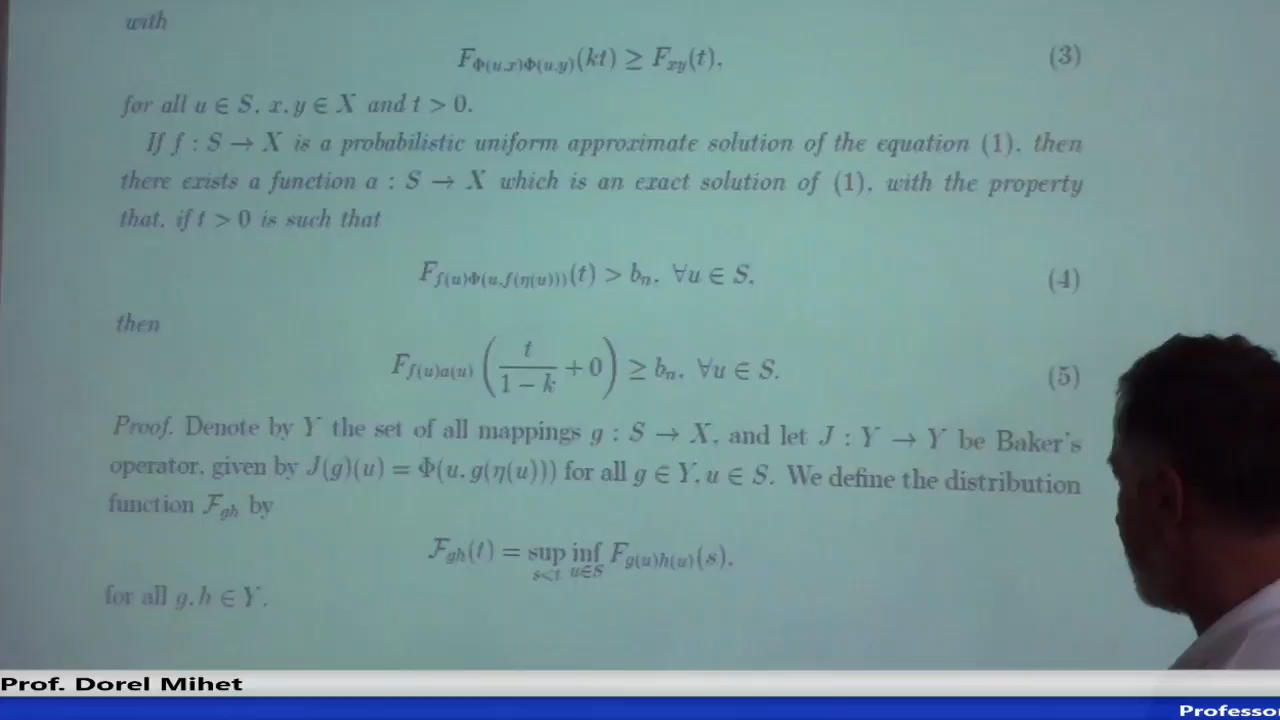 with
F_{Φ(u,x)Φ(u,y)}(kt) ≥ F_{xy}(t), (3)
for all u ∈ S, x, y ∈ X and t > 0.
If f : S → X is a probabilistic uniform approximate solution of the equation (1), then
there exists a function a : S → X which is an exact solution of (1), with the property
that, if t > 0 is such that
F_{f(u)Φ(u,f(η(u)))}(t) > b_n, ∀u ∈ S, (4)
then
F_{f(u)a(u)} (t/(1 − k) + 0) ≥ b_n, ∀u ∈ S. (5)
Proof. Denote by Y the set of all mappings g : S → X, and let J : Y → Y be Baker's
operator, given by J(g)(u) = Φ(u, g(η(u))) for all g ∈ Y, u ∈ S. We define the distribution
function ℱ_{gh} by
ℱ_{gh}(t) = sup_{s<t} inf_{u∈S} F_{g(u)h(u)}(s),
for all g, h ∈ Y.
Prof. Dorel Mihet
Professo